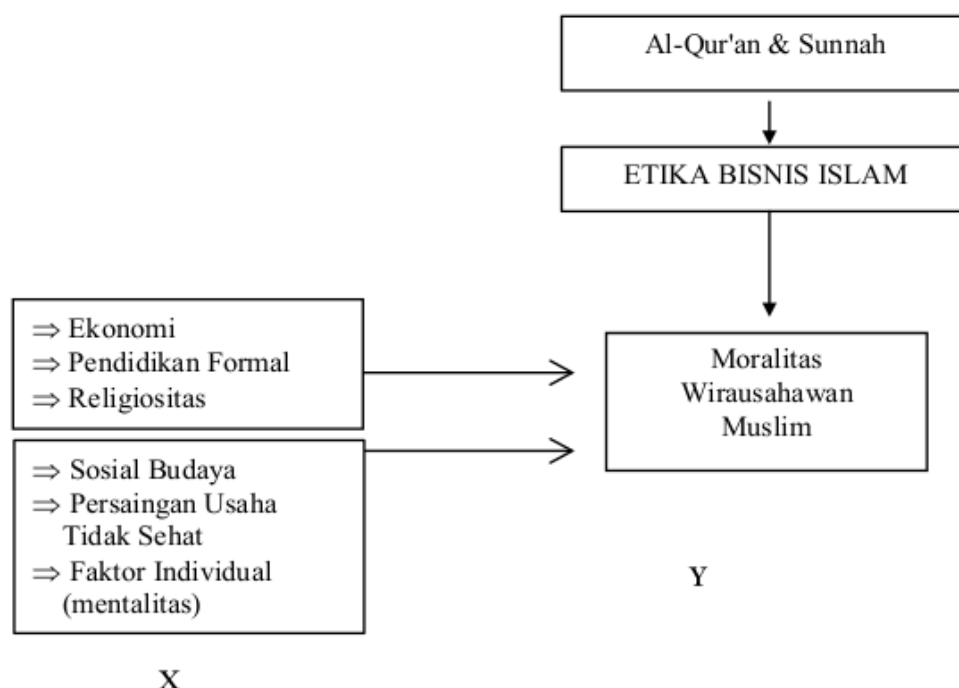 Al-Qur'an & Sunnah
ETIKA BISNIS ISLAM
⇒ Ekonomi
⇒ Pendidikan Formal
⇒ Religiositas
⇒ Sosial Budaya
⇒ Persaingan Usaha
Tidak Sehat
⇒ Faktor Individual
(mentalitas)
X
Moralitas
Wirausahawan
Muslim
Y